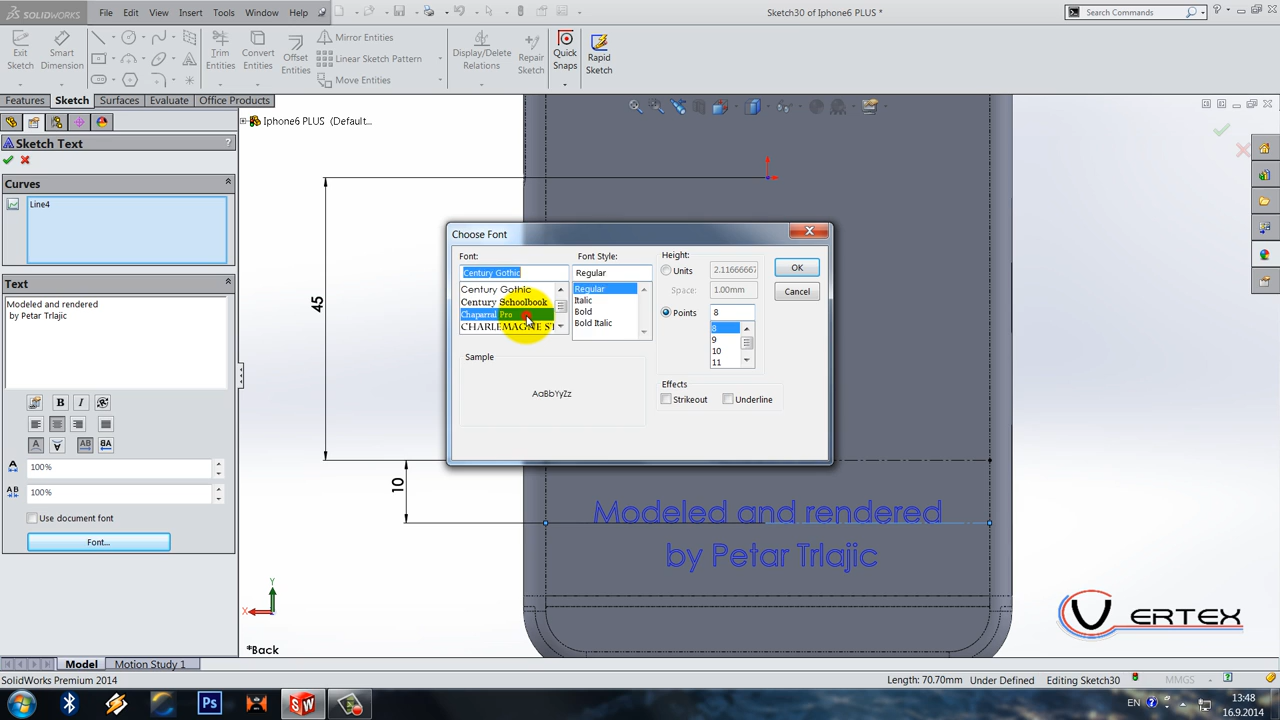 SOLIDWORKS
File
Edit
View
Insert
Tools
Window
Help
Sketch30 of Iphone6 PLUS *
Search Commands
Exit Sketch
Smart Dimension
Trim Entities
Convert Entities
Offset Entities
Mirror Entities
Linear Sketch Pattern
Move Entities
Display/Delete Relations
Repair Sketch
Quick Snaps
Rapid Sketch
Features
Sketch
Surfaces
Evaluate
Office Products
Iphone6 PLUS (Default...
Sketch Text
Curves
Line4
Text
Modeled and rendered
by Petar Trlajic
B
I
100%
100%
Use document font
Font...
45
10
Choose Font
Font:
Century Gothic
Century Gothic
Century Schoolbook
Chaparral Pro
CHARLEMAGNE ST
Font Style:
Regular
Regular
Italic
Bold
Bold Italic
Height:
Units
2.11666667
Space:
1.00mm
Points
8
8
9
10
11
OK
Cancel
Sample
AaBbYyZz
Effects
Strikeout
Underline
Modeled and rendered
by Petar Trlajic
Y
X
*Back
VERTEX
Model
Motion Study 1
SolidWorks Premium 2014
Length: 70.70mm
Under Defined
Editing Sketch30
MMGS
Ps
SW
EN
13:48
16.9.2014